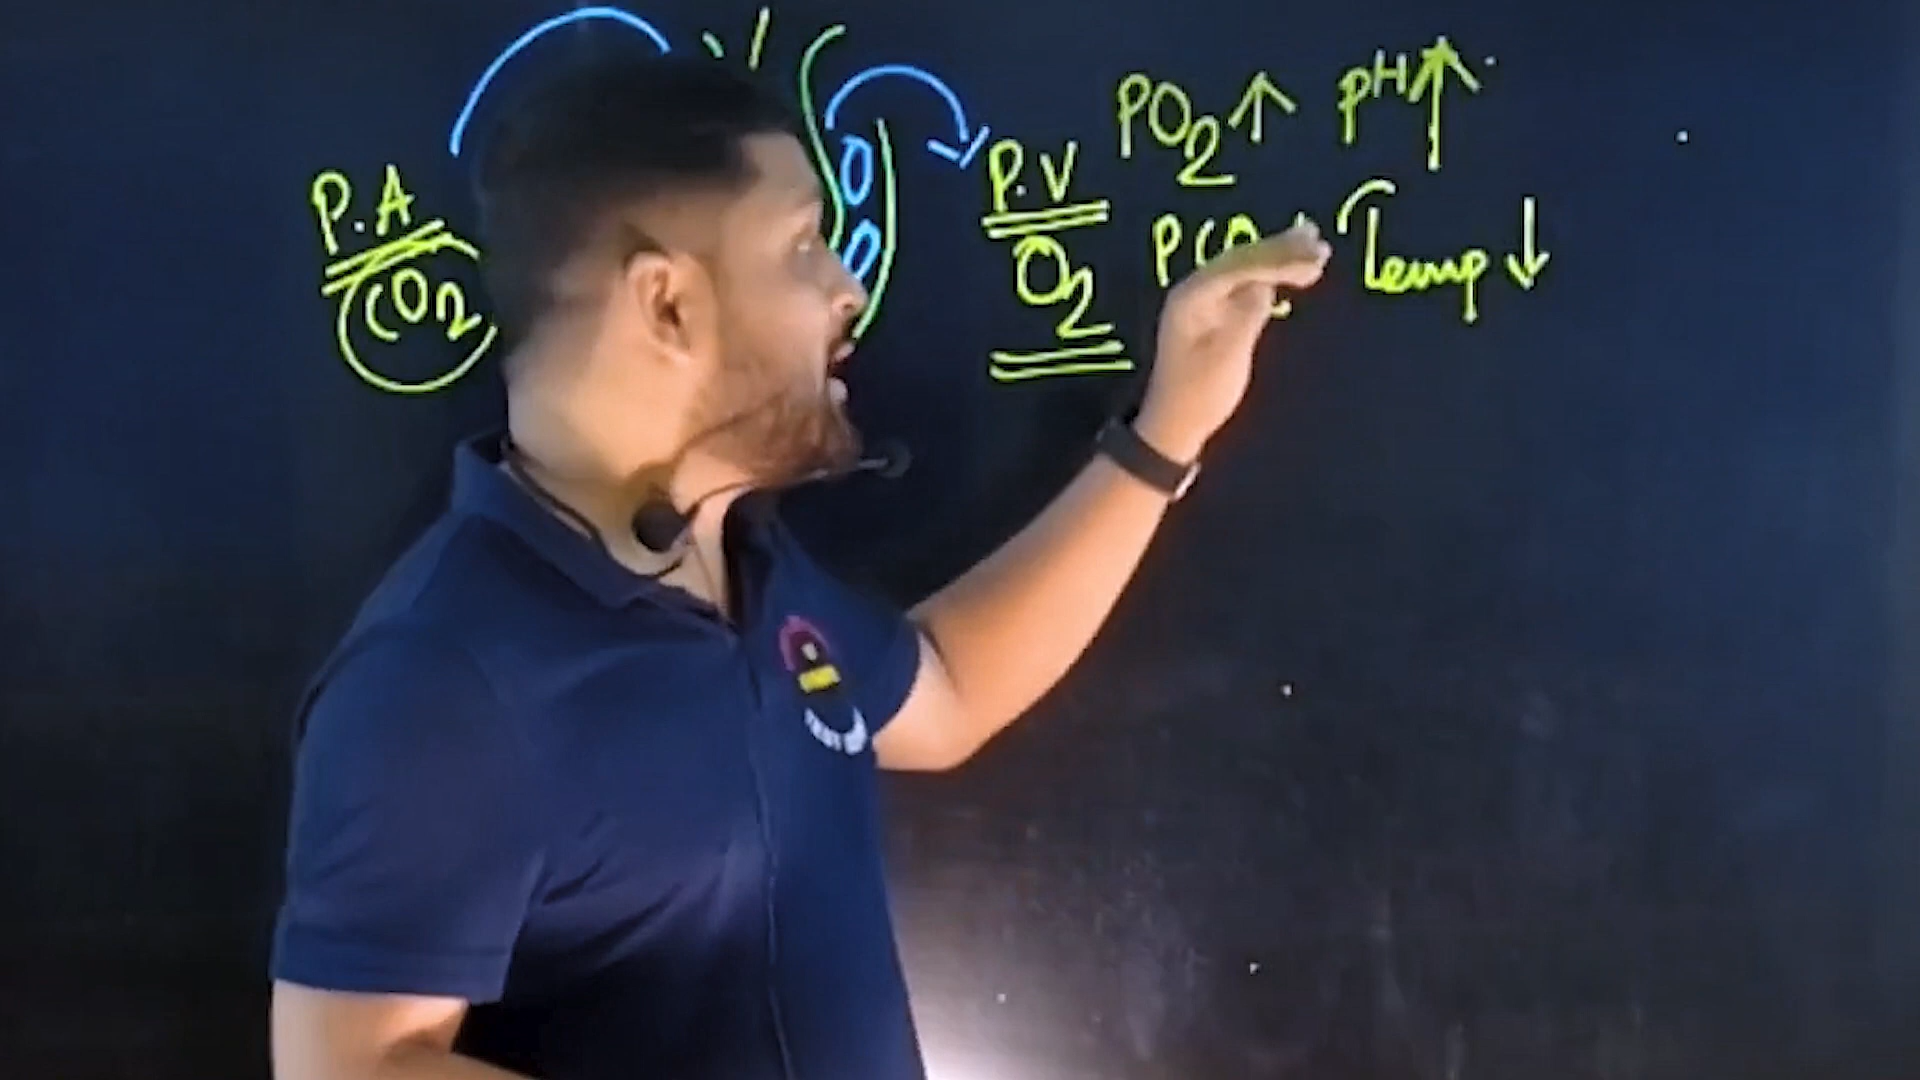 PO2↑ pH↑
P.A
P.V
CO2
O2
Temp↓